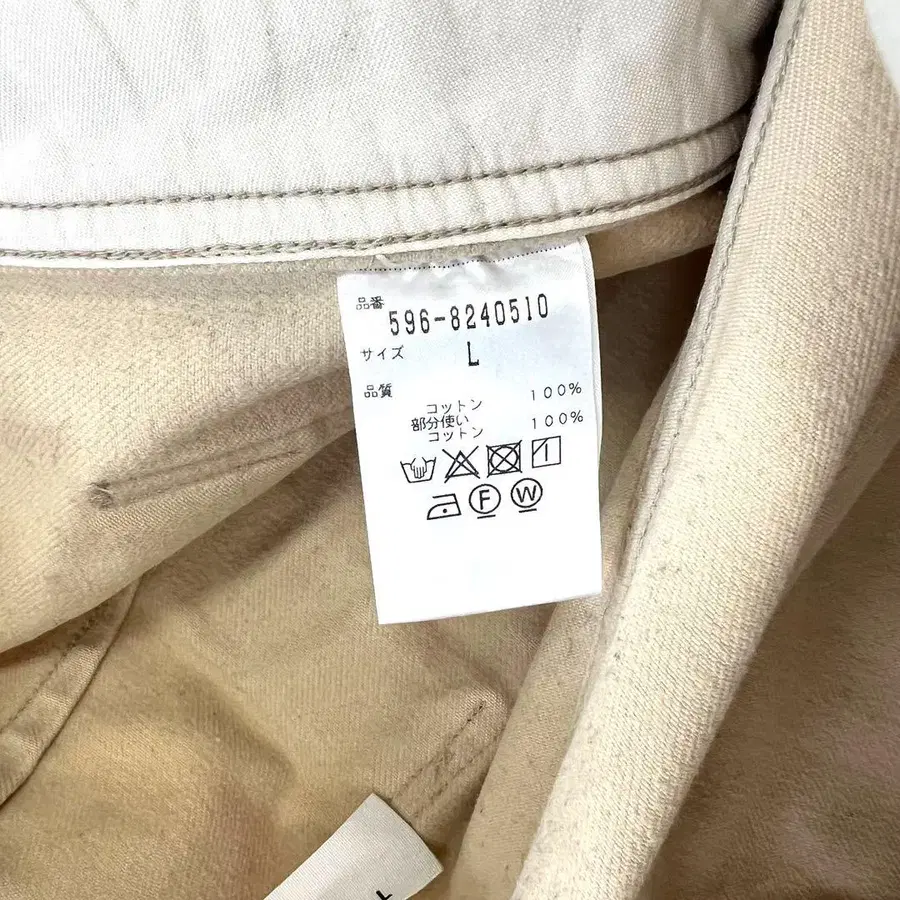 品番
596-8240510
サイズ L
品質
コットン 100%
部分使い 100%
コットン
F W
L